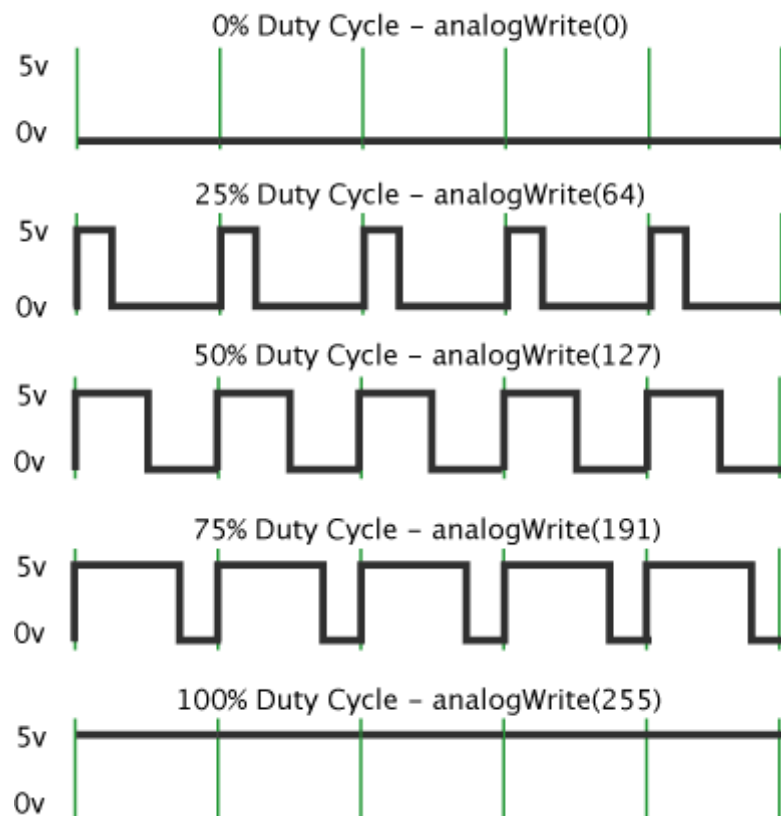 0% Duty Cycle – analogWrite(0)
5v
0v
25% Duty Cycle – analogWrite(64)
5v
0v
50% Duty Cycle – analogWrite(127)
5v
0v
75% Duty Cycle – analogWrite(191)
5v
0v
100% Duty Cycle – analogWrite(255)
5v
0v